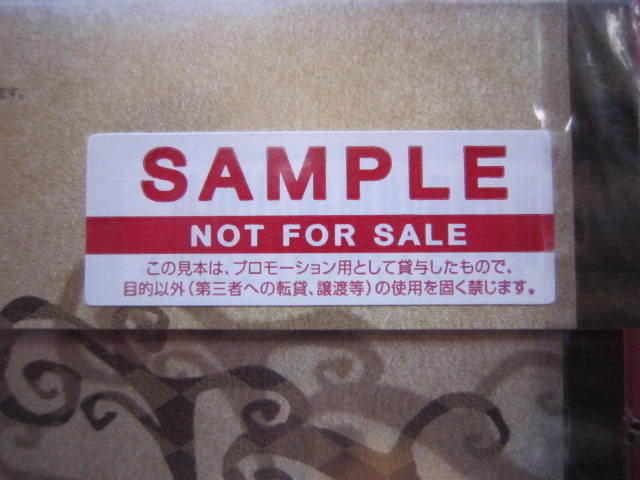 ます。
SAMPLE
NOT FOR SALE
この見本は、プロモーション用として貸与したもので、
目的以外(第三者への転貸、譲渡等)の使用を固く禁じます。